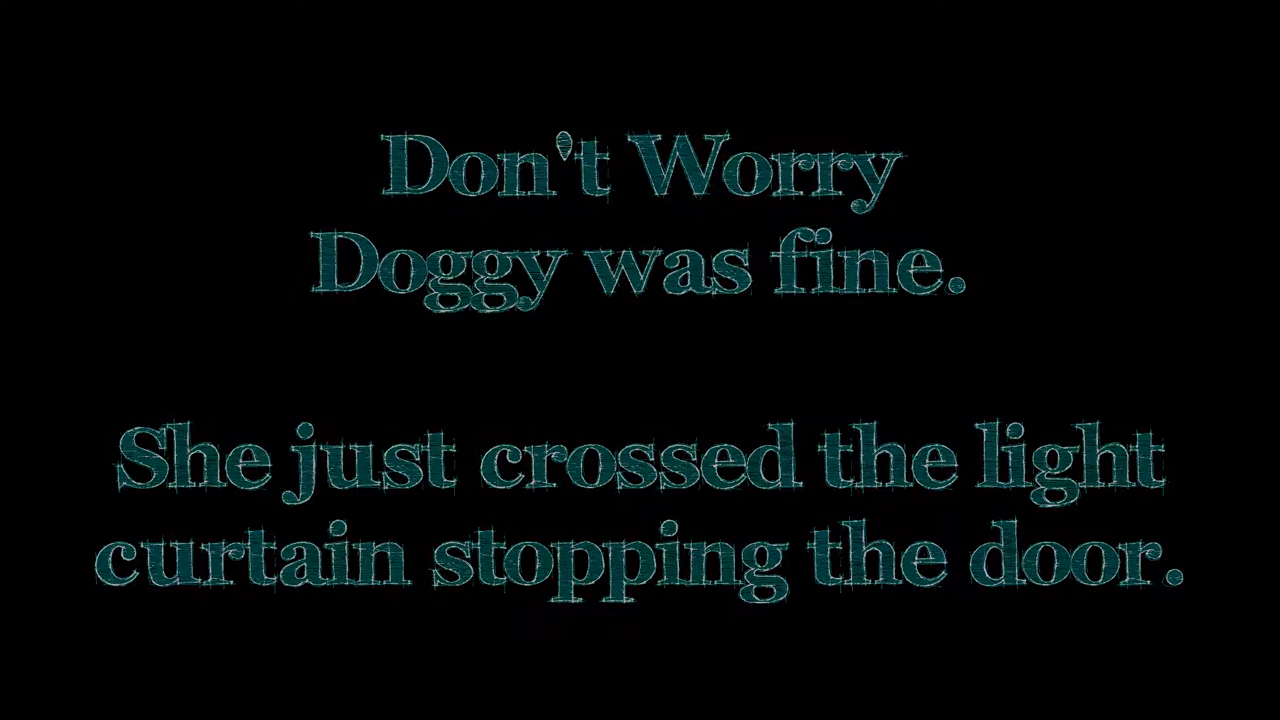 Don't Worry
Doggy was fine.
She just crossed the light
curtain stopping the door.